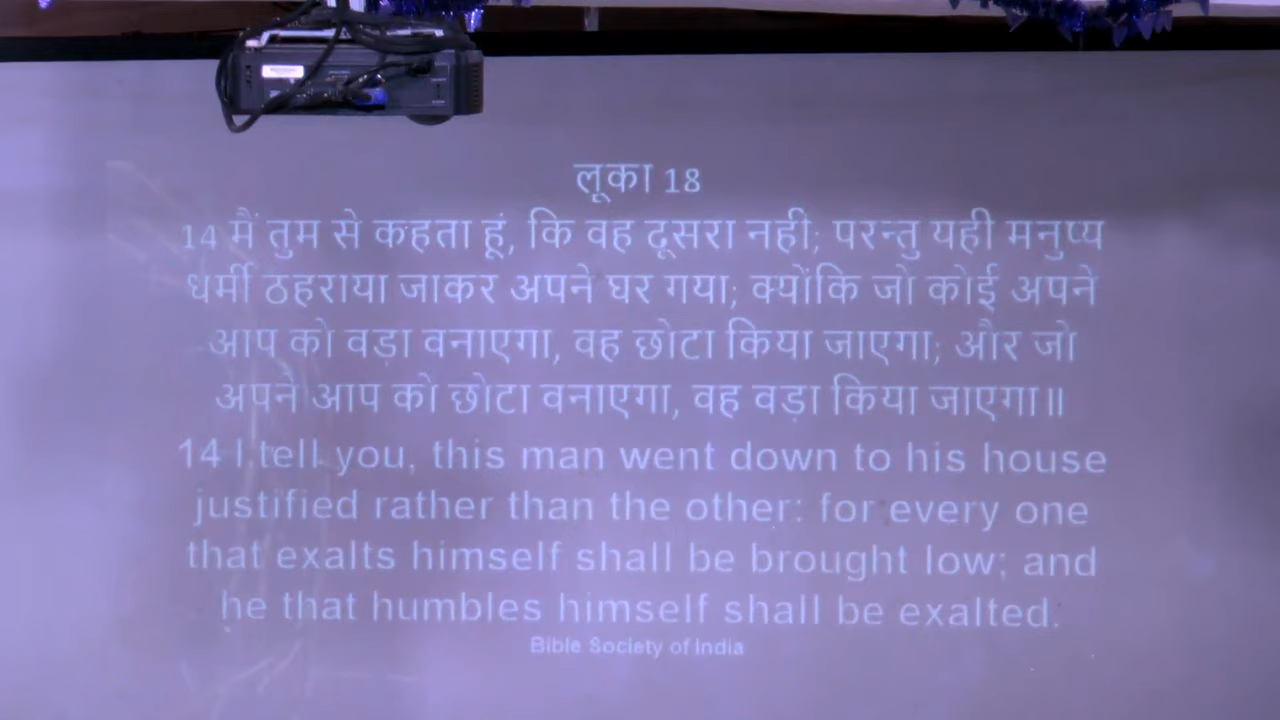 लूका 18
14 मैं तुम से कहता हूं, कि वह दूसरा नही; परन्तु यही मनुष्य
धर्मी ठहराया जाकर अपने घर गया; क्योंकि जो कोई अपने
आप को बड़ा बनाएगा, वह छोटा किया जाएगा; और जो
अपने आप को छोटा बनाएगा, वह बड़ा किया जाएगा॥
14 I tell you, this man went down to his house
justified rather than the other: for every one
that exalts himself shall be brought low; and
he that humbles himself shall be exalted.
Bible Society of India